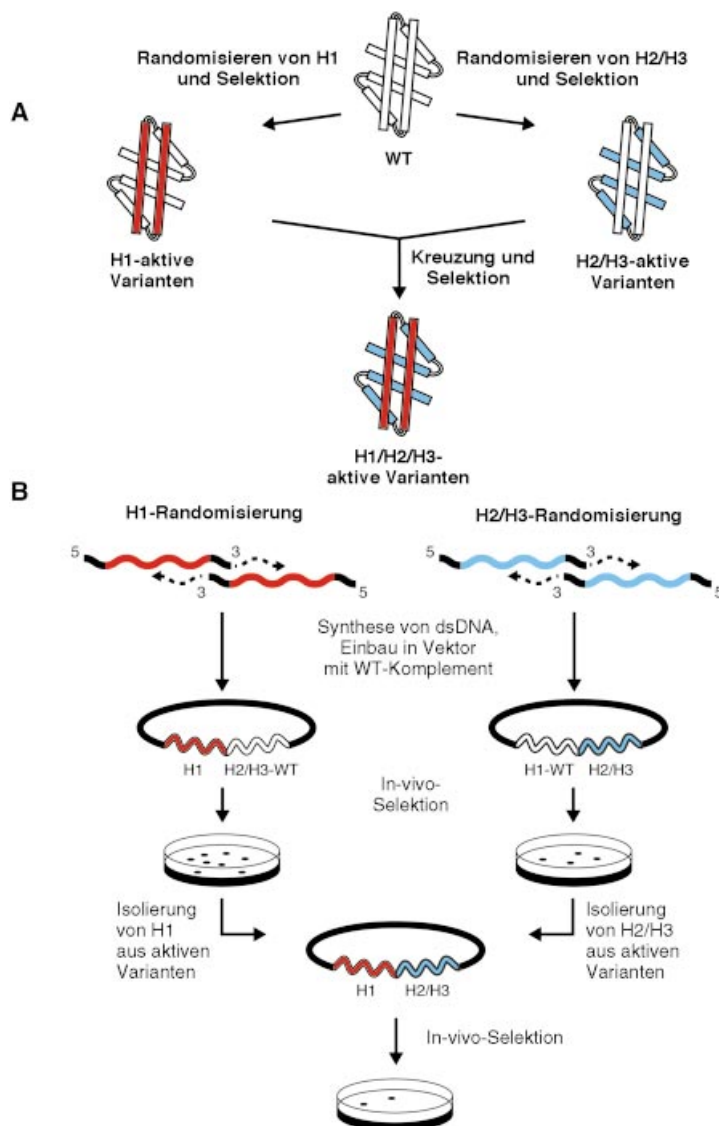 Randomisieren von H1
und Selektion
Randomisieren von H2/H3
und Selektion
A
WT
H1-aktive
Varianten
Kreuzung und
Selektion
H2/H3-aktive
Varianten
H1/H2/H3-
aktive Varianten
B
H1-Randomisierung
H2/H3-Randomisierung
5
3
3
5
5
3
3
5
Synthese von dsDNA,
Einbau in Vektor
mit WT-Komplement
H1
H2/H3-WT
H1-WT
H2/H3
In-vivo-
Selektion
Isolierung
von H1
aus aktiven
Varianten
Isolierung
von H2/H3
aus aktiven
Varianten
H1
H2/H3
In-vivo-Selektion